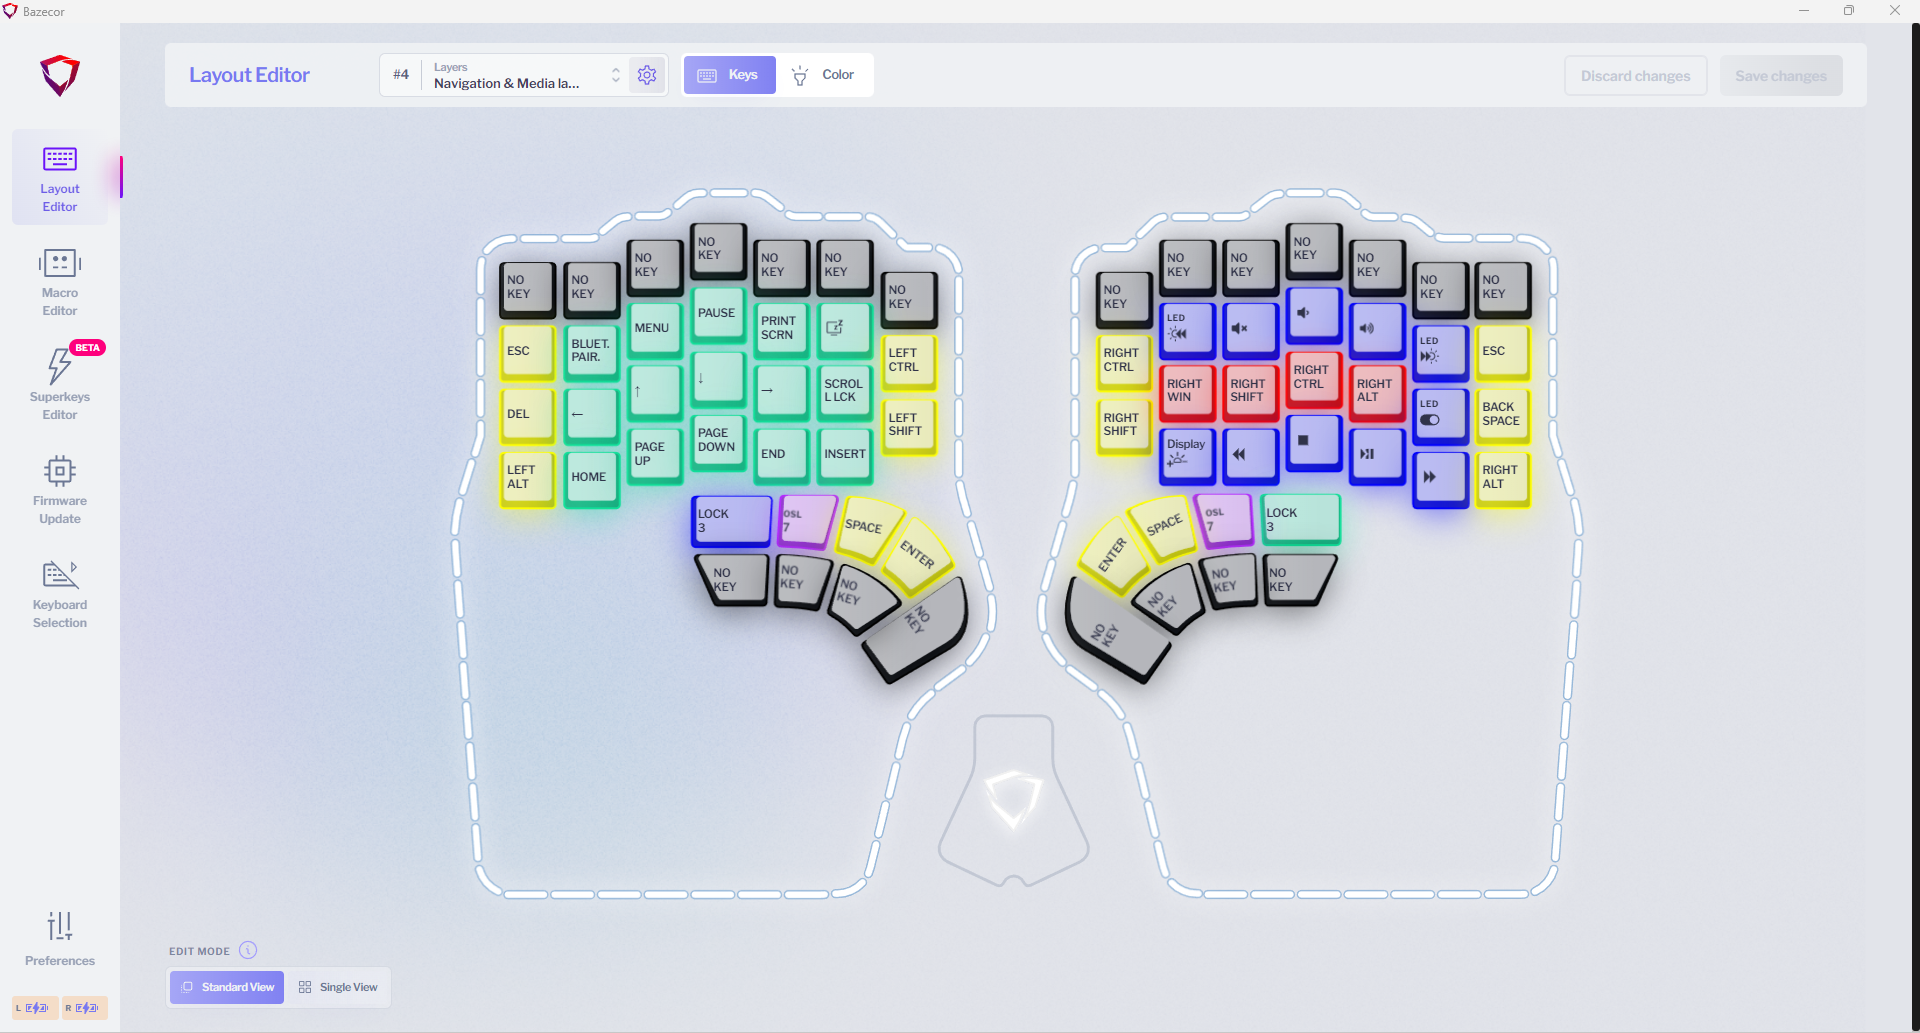 Bazecor
Layout Editor
#4
Layers
Navigation & Media la...
Keys
Color
Discard changes
Save changes
Layout
Editor
Macro
Editor
BETA
Superkeys
Editor
Firmware
Update
Keyboard
Selection
Preferences
L
R
NO
KEY
NO
KEY
NO
KEY
NO
KEY
NO
KEY
NO
KEY
NO
KEY
ESC
BLUET.
PAIR.
MENU
PAUSE
PRINT
SCRN
LEFT
CTRL
DEL
←
↑
↓
→
SCROL
L LCK
LEFT
SHIFT
LEFT
ALT
HOME
PAGE
UP
PAGE
DOWN
END
INSERT
LOCK
3
OSL
7
SPACE
ENTER
NO
KEY
NO
KEY
NO
KEY
NO
KEY
NO
KEY
NO
KEY
NO
KEY
NO
KEY
NO
KEY
NO
KEY
NO
KEY
RIGHT
CTRL
LED
LED
ESC
RIGHT
SHIFT
RIGHT
WIN
RIGHT
SHIFT
RIGHT
CTRL
RIGHT
ALT
LED
BACK
SPACE
Display
RIGHT
ALT
ENTER
SPACE
OSL
7
LOCK
3
NO
KEY
NO
KEY
NO
KEY
NO
KEY
EDIT MODE
Standard View
Single View